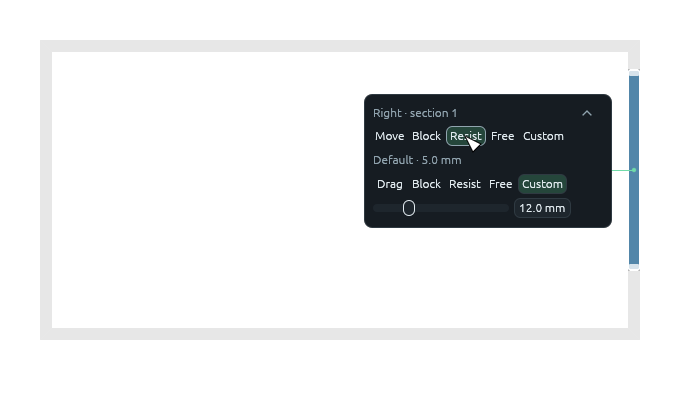 Right · section 1
Move Block Resist Free Custom
Default · 5.0 mm
Drag Block Resist Free Custom
12.0 mm